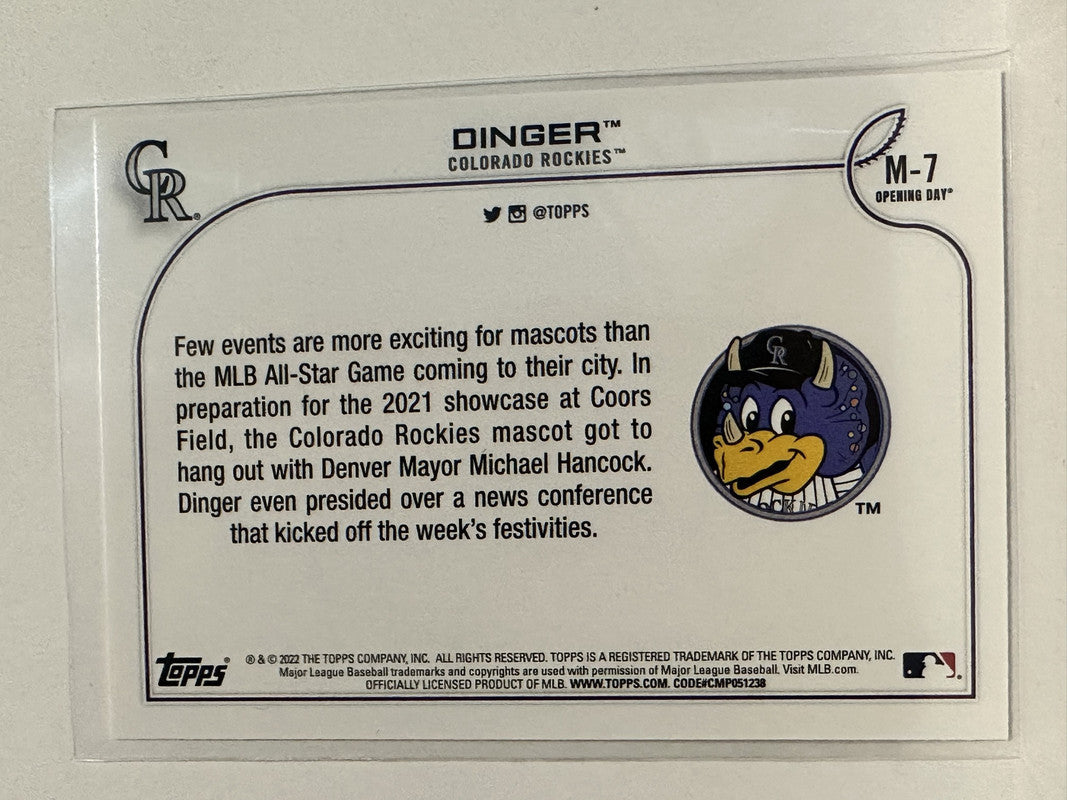 DINGER™
COLORADO ROCKIES™
CR®
M-7
OPENING DAY®
@TOPPS
Few events are more exciting for mascots than
the MLB All-Star Game coming to their city. In
preparation for the 2021 showcase at Coors
Field, the Colorado Rockies mascot got to
hang out with Denver Mayor Michael Hancock.
Dinger even presided over a news conference
that kicked off the week's festivities.
CR
TM
topps®
® & © 2022 THE TOPPS COMPANY, INC. ALL RIGHTS RESERVED. TOPPS IS A REGISTERED TRADEMARK OF THE TOPPS COMPANY, INC.
Major League Baseball trademarks and copyrights are used with permission of Major League Baseball. Visit MLB.com.
OFFICIALLY LICENSED PRODUCT OF MLB. WWW.TOPPS.COM. CODE#CMP051238